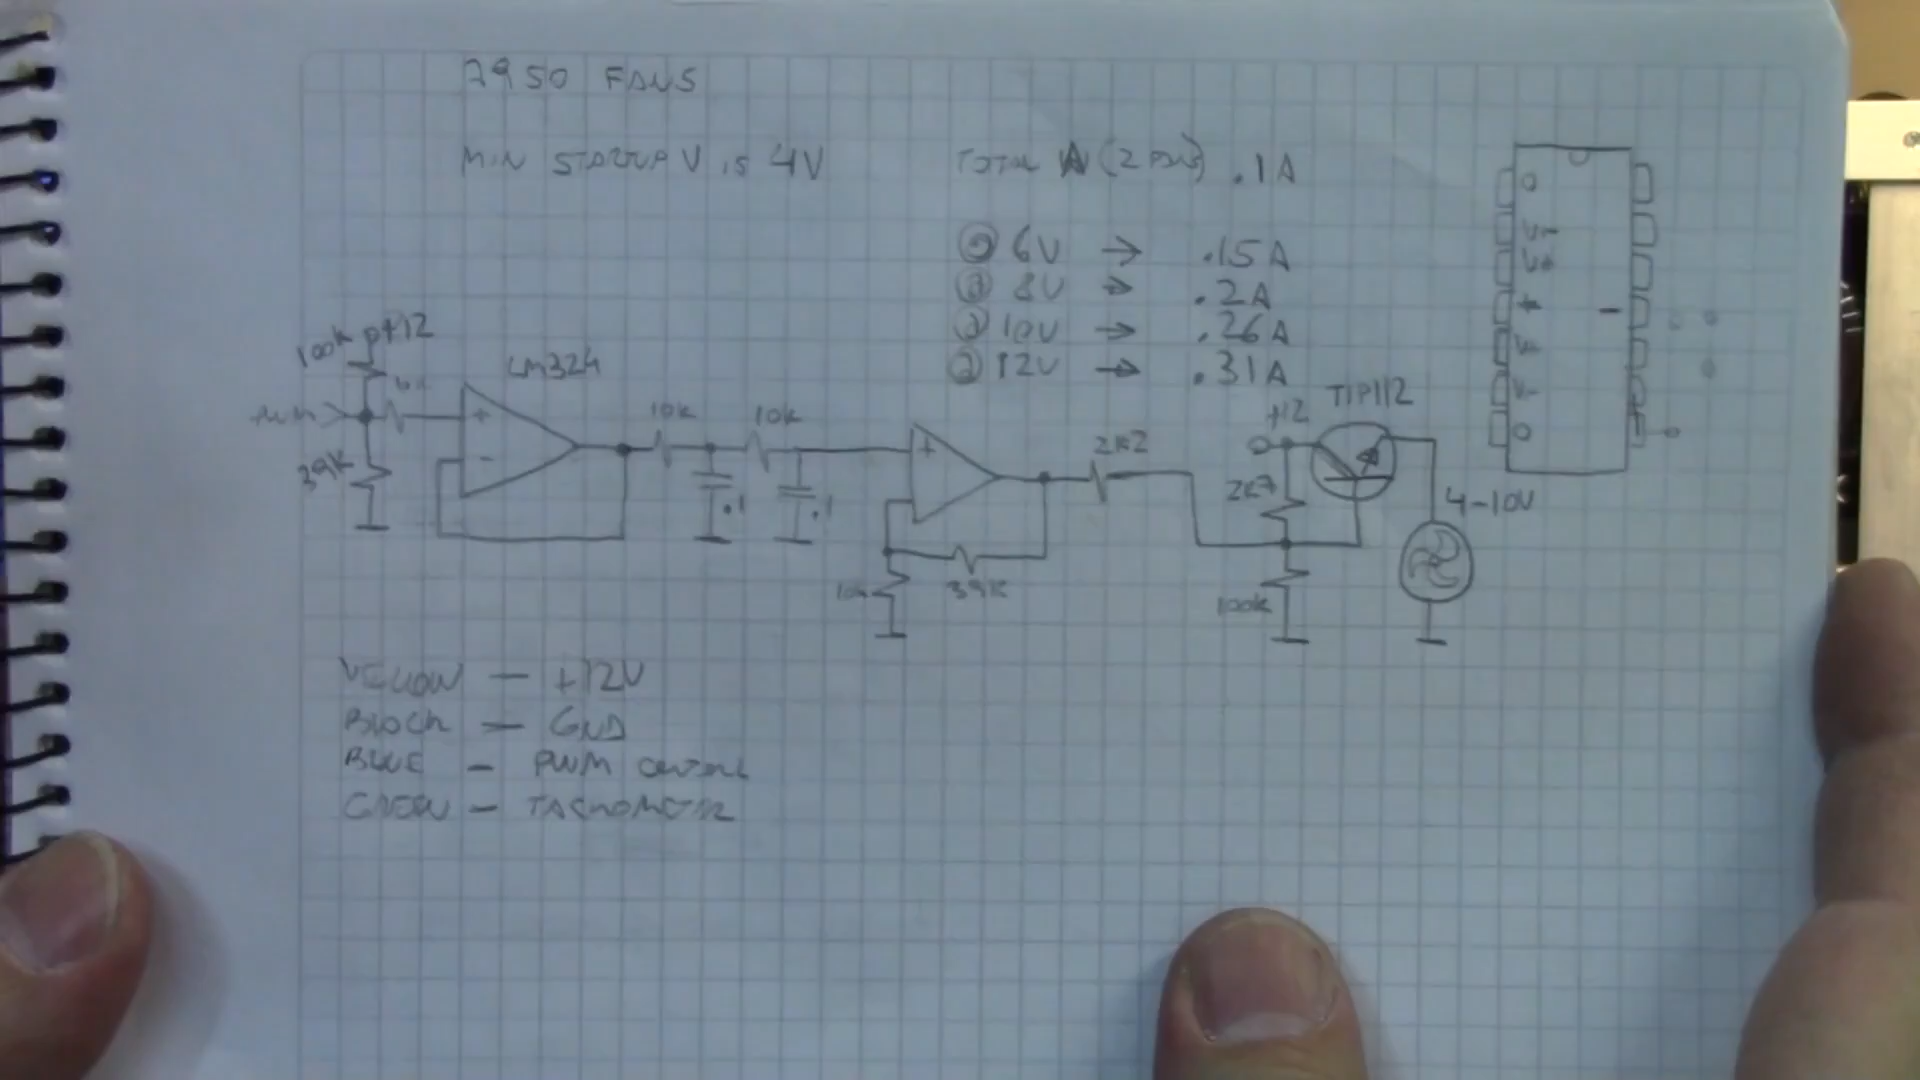 7950 FANS
MIN STARTUP V IS 4V
TOTAL A (2 FANS) .1A
@ 6V → .15A
@ 8V → .2A
@ 10V → .26A
@ 12V → .31A
100k +12
LM324
39K
+
-
10k
10k
.1
.1
+
10k
39K
2K2
+12
TIP112
2K7
100k
4-10V
YELLOW — +12V
BLACK — GND
BLUE - PWM CONTROL
GREEN - TACHOMETER